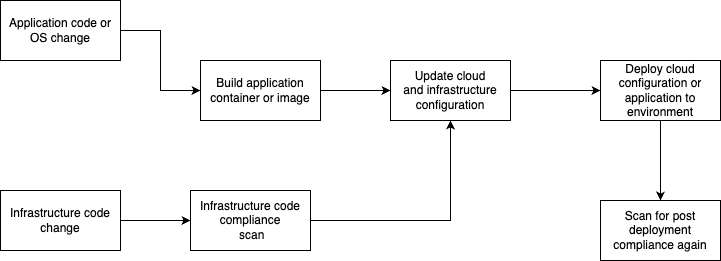 Application code or
OS change
Build application
container or image
Update cloud
and infrastructure
configuration
Deploy cloud
configuration or
application to
environment
Infrastructure code
change
Infrastructure code
compliance
scan
Scan for post
deployment
compliance again